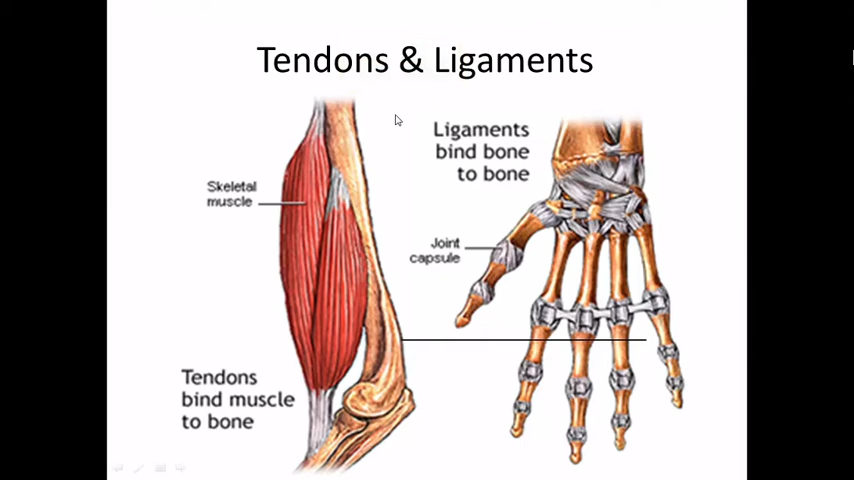 Tendons & Ligaments
Ligaments
bind bone
to bone
Skeletal
muscle
Joint
capsule
Tendons
bind muscle
to bone